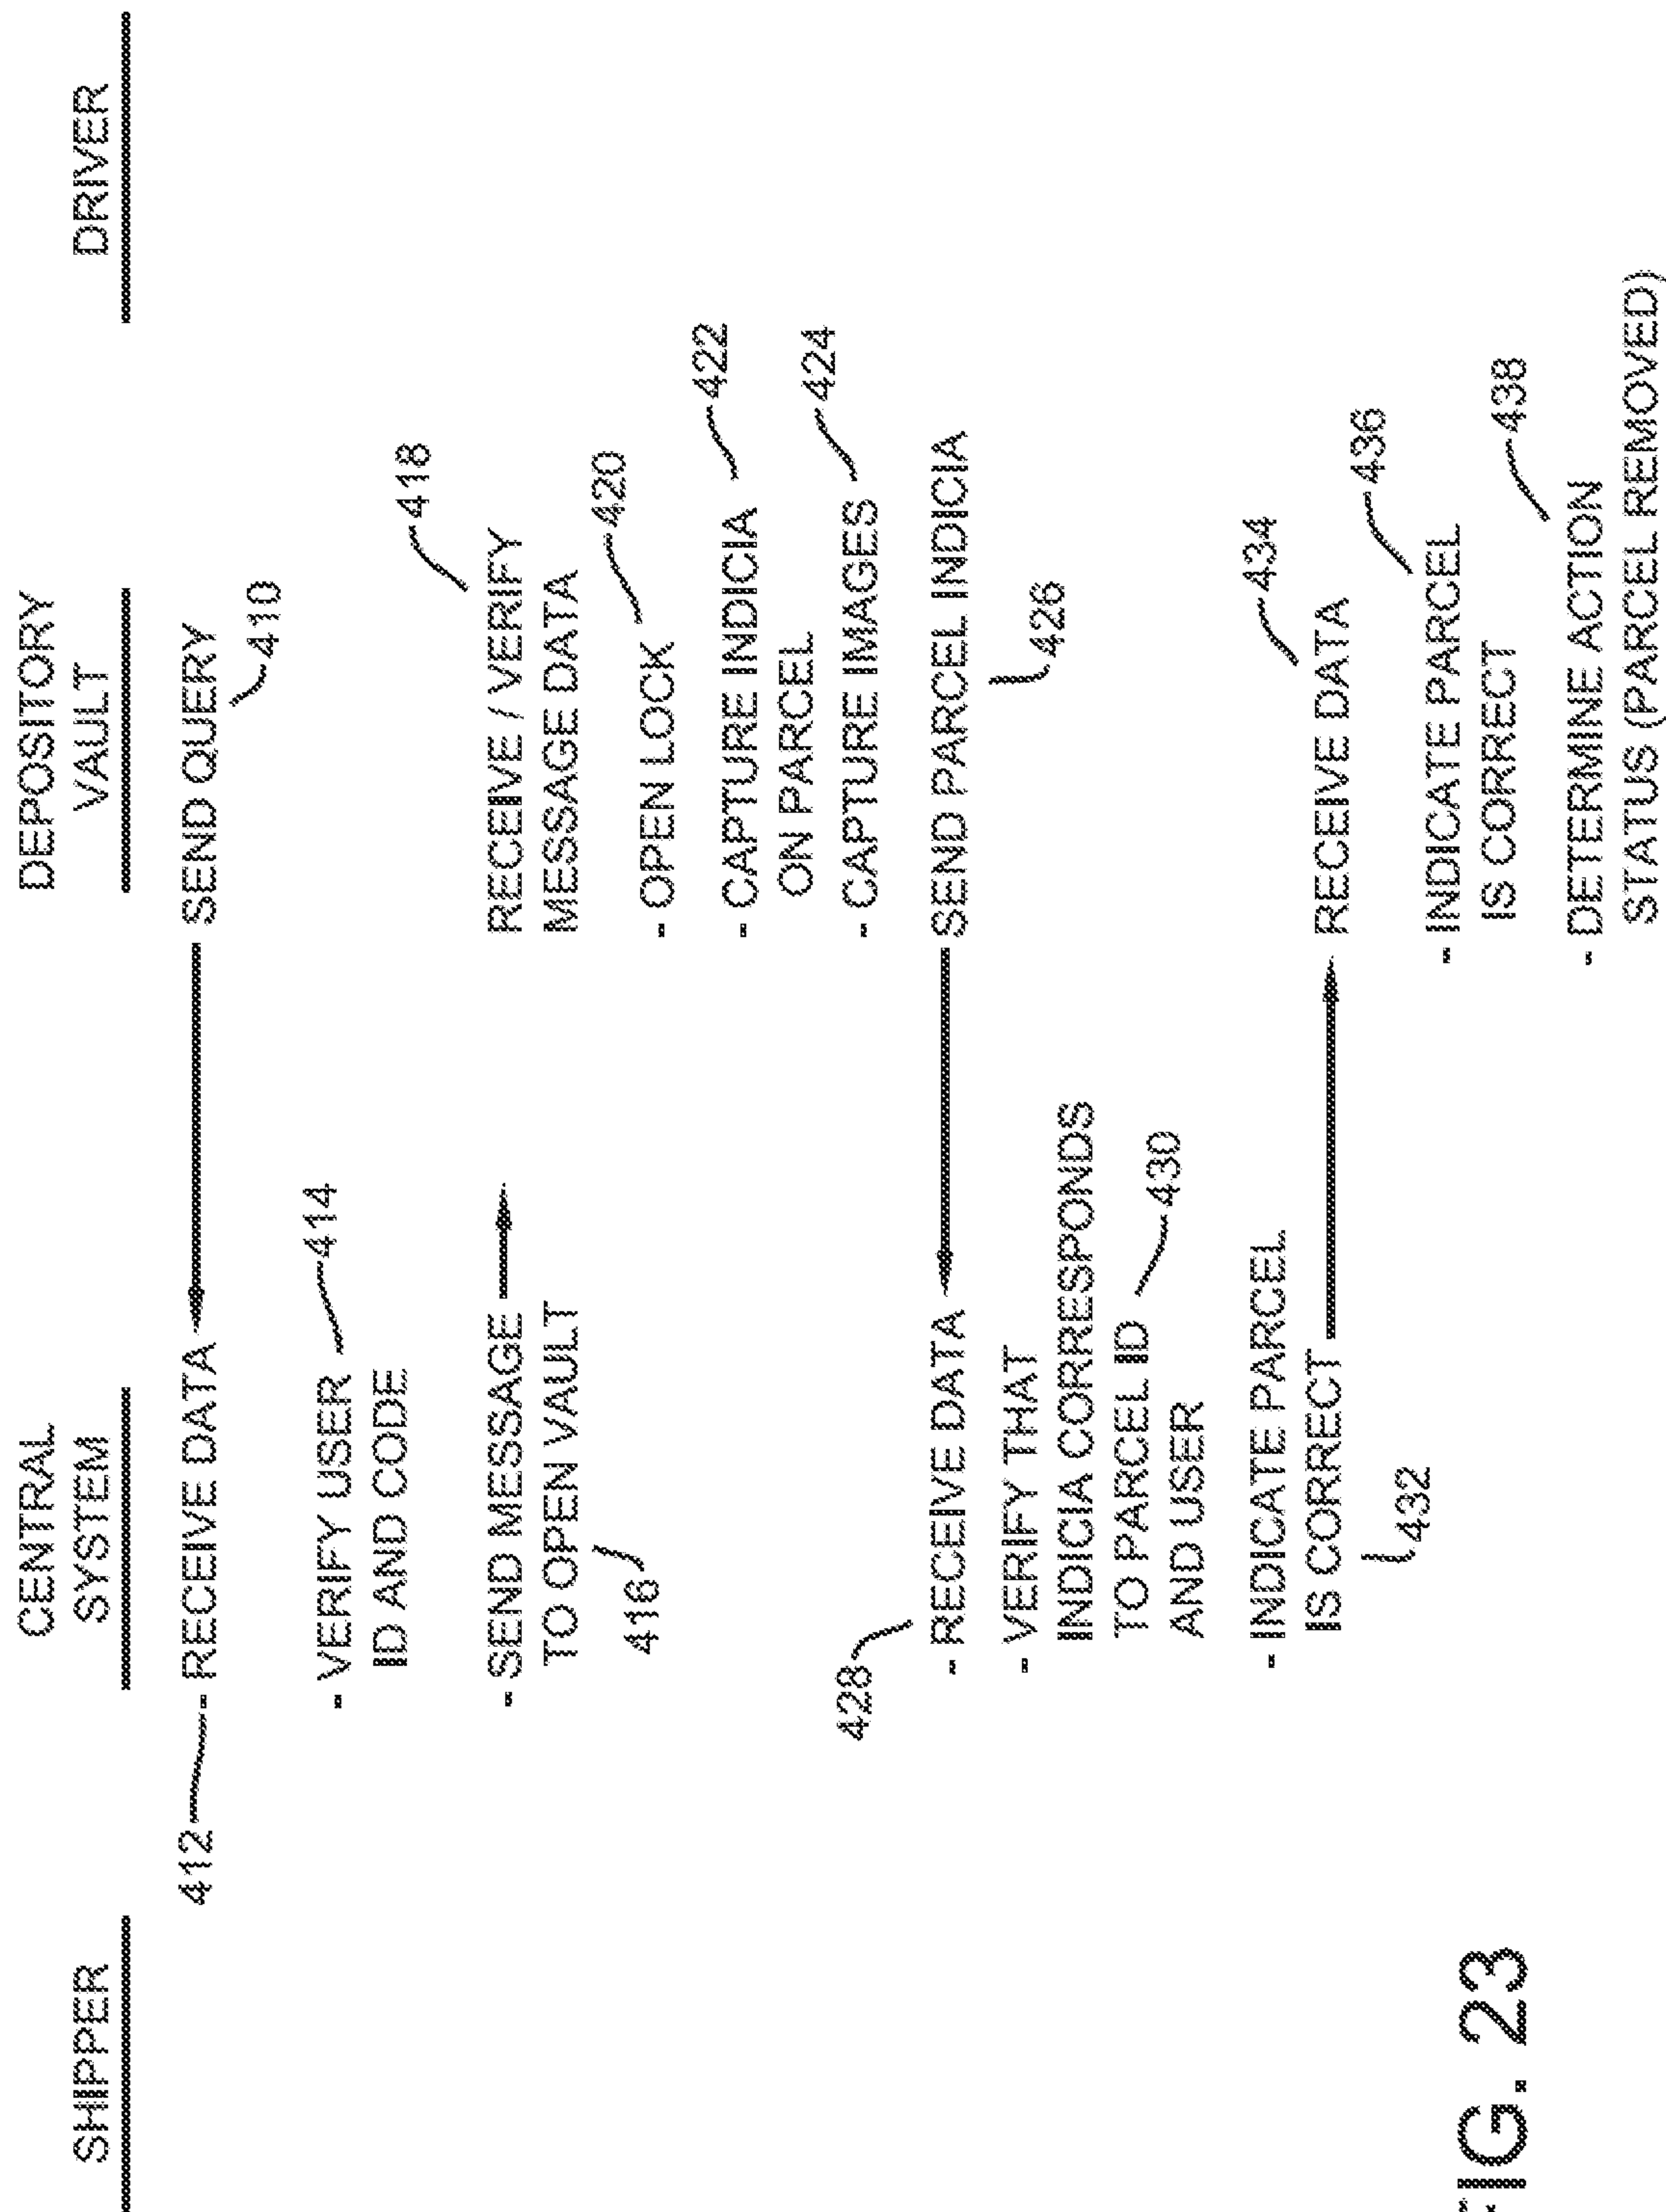 SHIPPER
CENTRAL
SYSTEM
DEPOSITORY
VAULT
DRIVER
412 - RECEIVE DATA
SEND QUERY
410
- VERIFY USER 414
ID AND CODE
- SEND MESSAGE
TO OPEN VAULT
416
RECEIVE / VERIFY 418
MESSAGE DATA
- OPEN LOCK 420
- CAPTURE INDICIA 422
ON PARCEL
- CAPTURE IMAGES 424
428
- RECEIVE DATA
SEND PARCEL INDICIA
426
- VERIFY THAT
INDICIA CORRESPONDS
TO PARCEL ID 430
AND USER
- INDICATE PARCEL
IS CORRECT
432
RECEIVE DATA 434
- INDICATE PARCEL 436
IS CORRECT
- DETERMINE ACTION 438
STATUS (PARCEL REMOVED)
FIG. 23